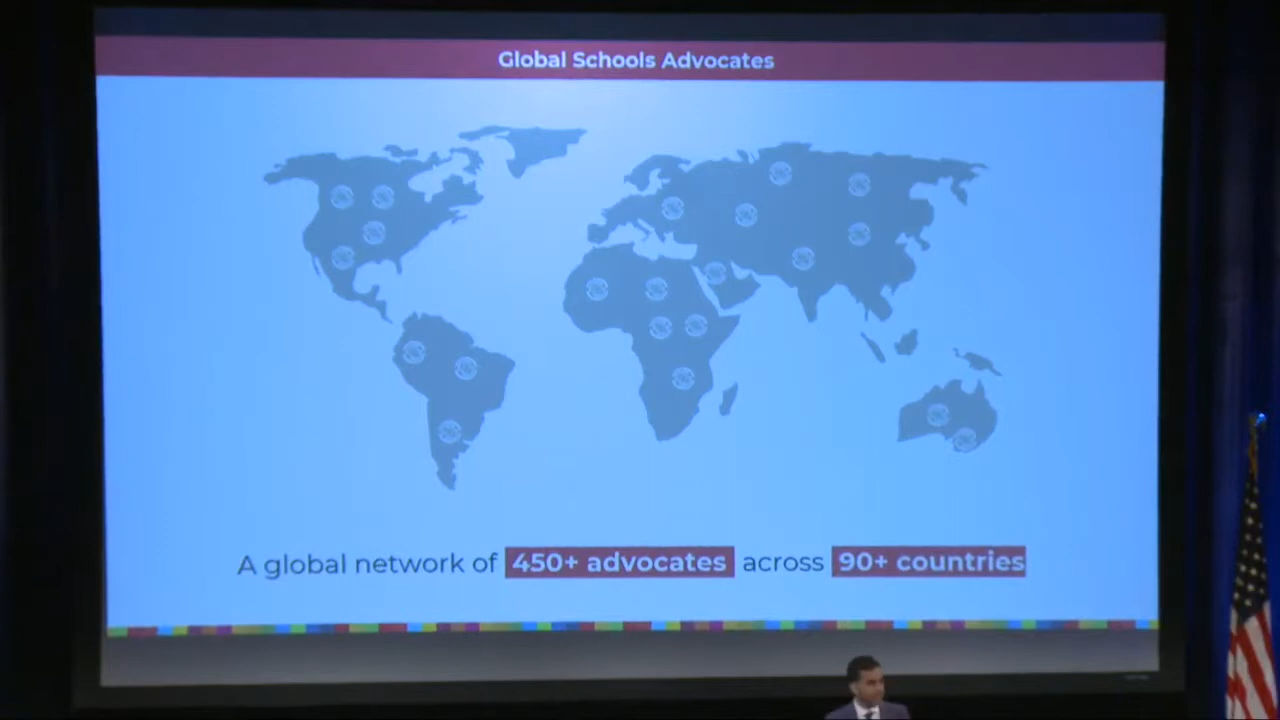 Global Schools Advocates
A global network of 450+ advocates across 90+ countries